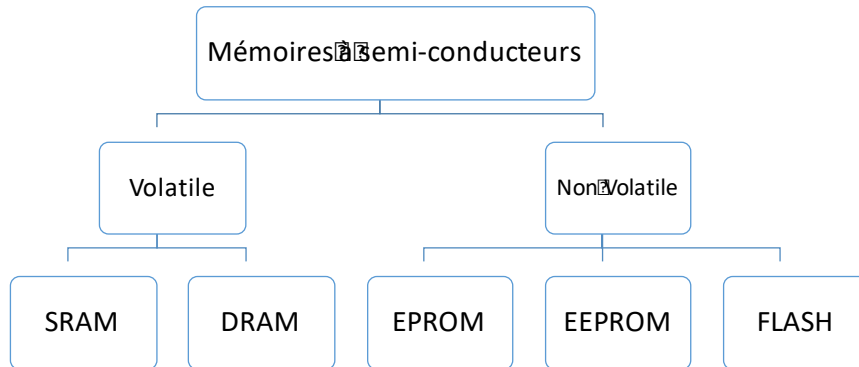 Mémoires à semi-conducteurs
Volatile
Non Volatile
SRAM DRAM EPROM EEPROM FLASH